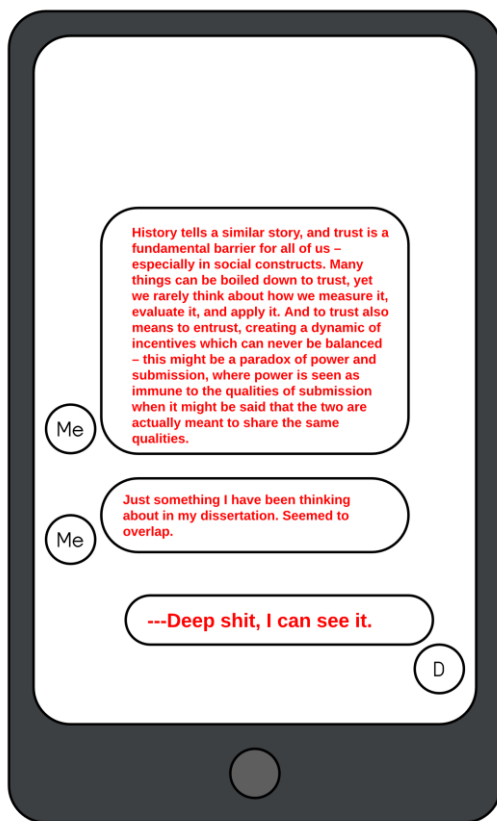 History tells a similar story, and trust is a
fundamental barrier for all of us –
especially in social constructs. Many
things can be boiled down to trust, yet
we rarely think about how we measure it,
evaluate it, and apply it. And to trust also
means to entrust, creating a dynamic of
incentives which can never be balanced
– this might be a paradox of power and
submission, where power is seen as
immune to the qualities of submission
when it might be said that the two are
actually meant to share the same
qualities.
Me
Just something I have been thinking
about in my dissertation. Seemed to
overlap.
Me
---Deep shit, I can see it.
D